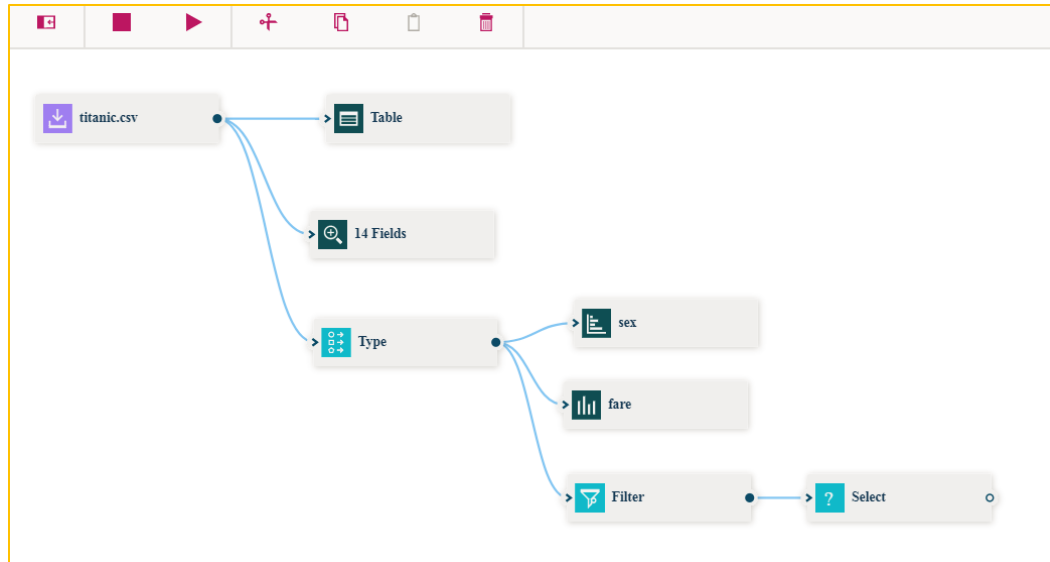 titanic.csv
Table
14 Fields
Type
sex
fare
Filter
?
Select